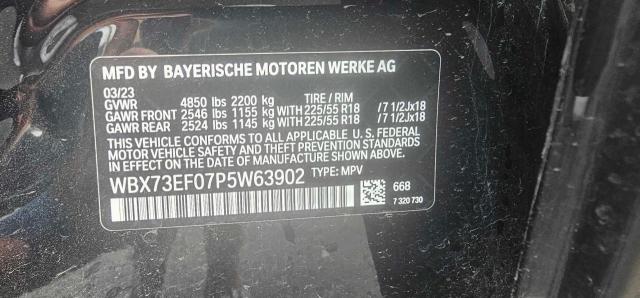 MFD BY BAYERISCHE MOTOREN WERKE AG
03/23
GVWR 4850 lbs 2200 kg TIRE / RIM
GAWR FRONT 2546 lbs 1155 kg WITH 225/55 R18 /7 1/2Jx18
GAWR REAR 2524 lbs 1145 kg WITH 225/55 R18 /7 1/2Jx18
THIS VEHICLE CONFORMS TO ALL APPLICABLE U. S. FEDERAL
MOTOR VEHICLE SAFETY AND THEFT PREVENTION STANDARDS
IN EFFECT ON THE DATE OF MANUFACTURE SHOWN ABOVE.
WBX73EF07P5W63902 TYPE: MPV
668
7 320 730